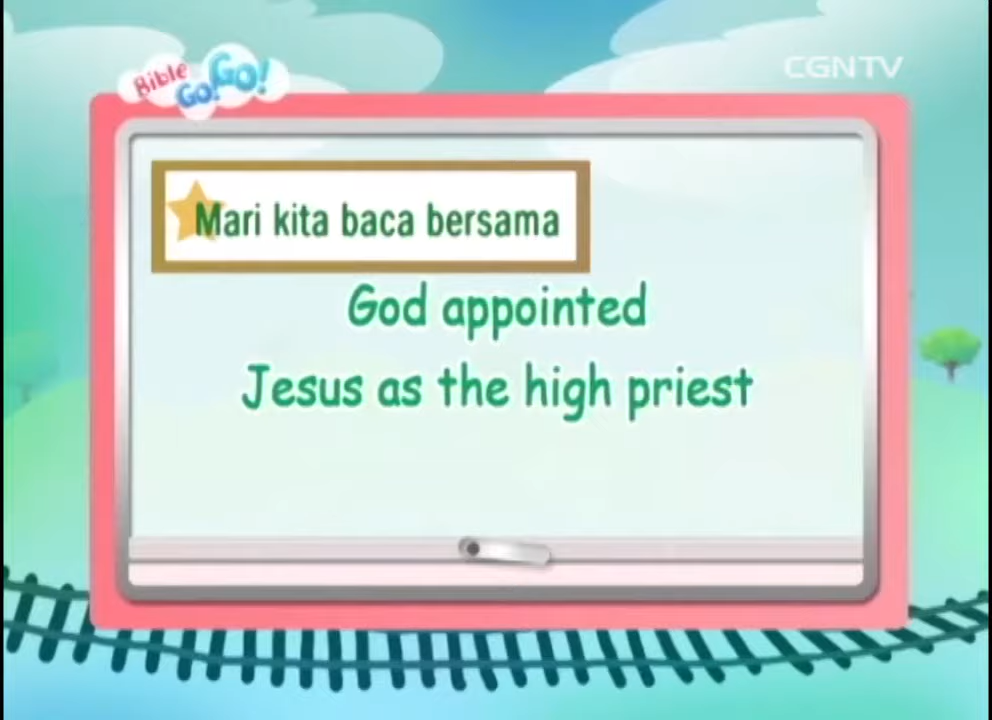 Bible Go! Go!
CGNTV
Mari kita baca bersama
God appointed
Jesus as the high priest